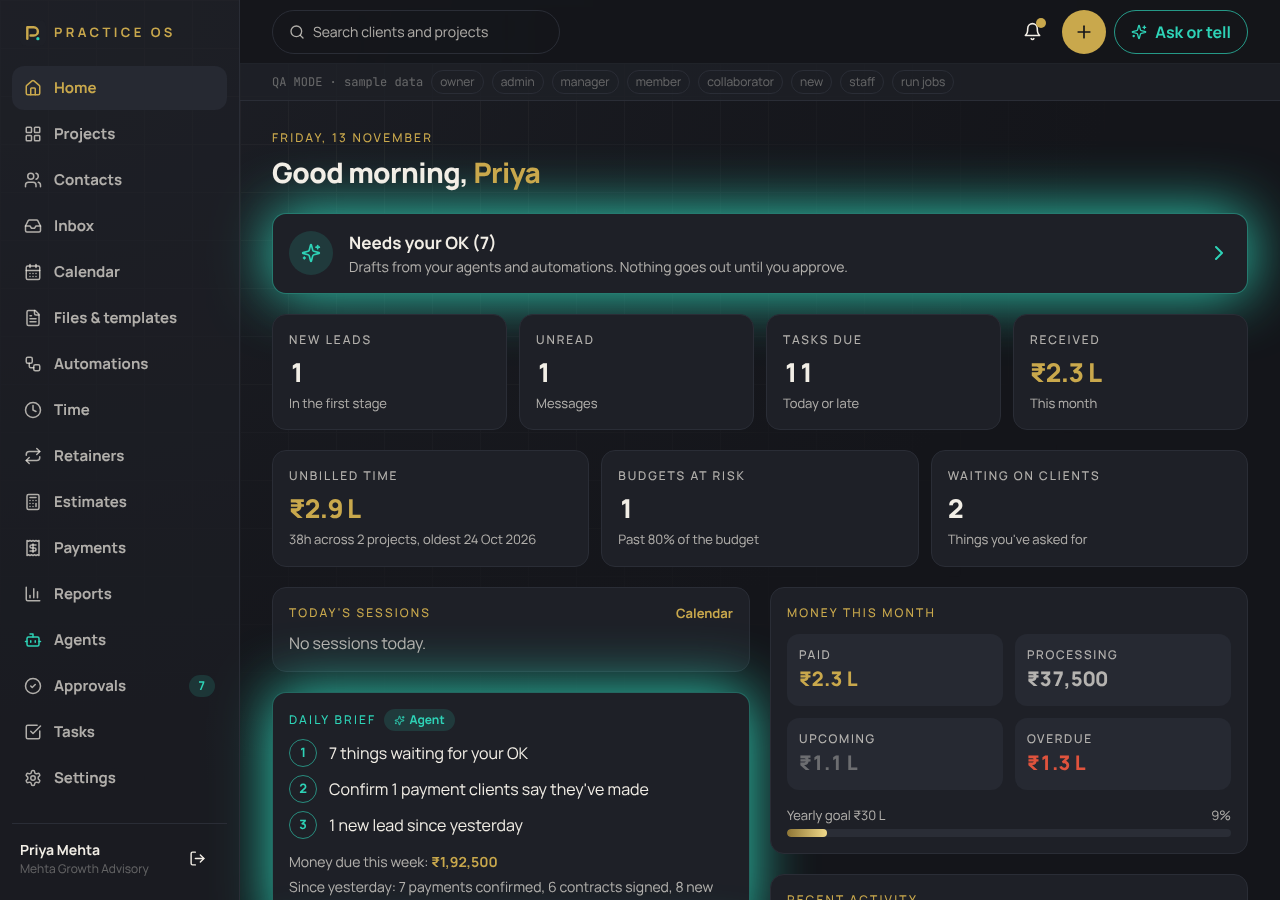 PRACTICE OS
Home
Projects
Contacts
Inbox
Calendar
Files & templates
Automations
Time
Retainers
Estimates
Payments
Reports
Agents
Approvals 7
Tasks
Settings
Priya Mehta
Mehta Growth Advisory
Search clients and projects
Ask or tell
QA MODE · sample data owner admin manager member collaborator new staff run jobs
FRIDAY, 13 NOVEMBER
Good morning, Priya
Needs your OK (7)
Drafts from your agents and automations. Nothing goes out until you approve.
NEW LEADS
1
In the first stage
UNREAD
1
Messages
TASKS DUE
11
Today or late
RECEIVED
₹2.3 L
This month
UNBILLED TIME
₹2.9 L
38h across 2 projects, oldest 24 Oct 2026
BUDGETS AT RISK
1
Past 80% of the budget
WAITING ON CLIENTS
2
Things you've asked for
TODAY'S SESSIONS Calendar
No sessions today.
DAILY BRIEF Agent
1 7 things waiting for your OK
2 Confirm 1 payment clients say they've made
3 1 new lead since yesterday
Money due this week: ₹1,92,500
Since yesterday: 7 payments confirmed, 6 contracts signed, 8 new
MONEY THIS MONTH
PAID
₹2.3 L
PROCESSING
₹37,500
UPCOMING
₹1.1 L
OVERDUE
₹1.3 L
Yearly goal ₹30 L 9%
RECENT ACTIVITY